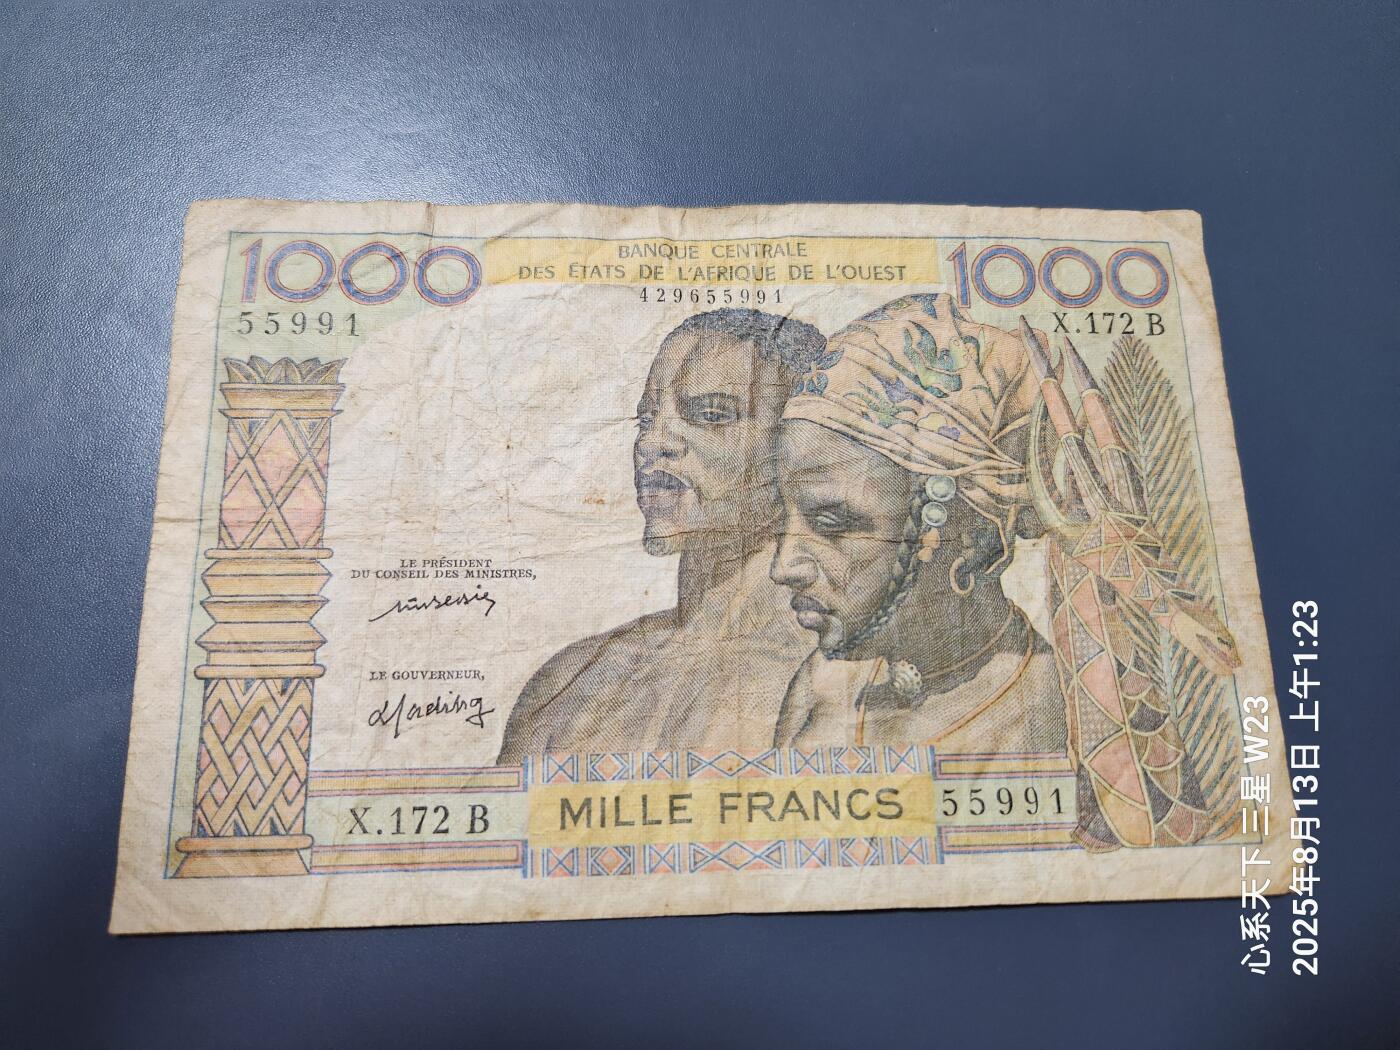 1000
BANQUE CENTRALE
DES ÉTATS DE L'AFRIQUE DE L'OUEST
1000
429655991
55991
X.172 B
LE PRÉSIDENT
DU CONSEIL DES MINISTRES,
LE GOUVERNEUR,
X.172 B
MILLE FRANCS
55991
心系天下三星 W23
2025年8月13日 上午1:23